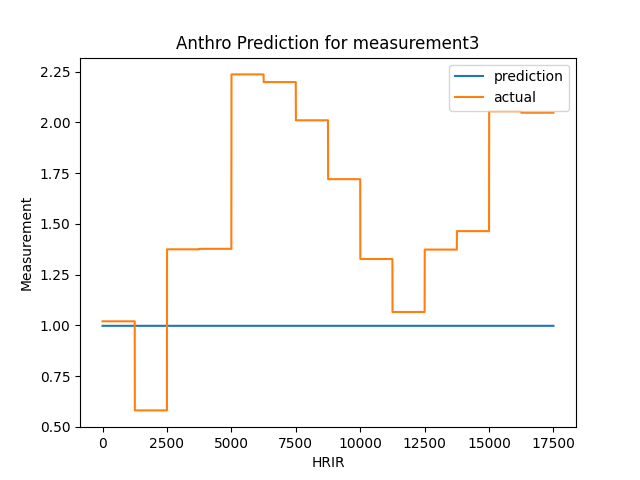 Anthro Prediction for measurement3
prediction
actual
2.25
2.00
1.75
1.50
1.25
1.00
0.75
0.50
Measurement
0 2500 5000 7500 10000 12500 15000 17500
HRIR